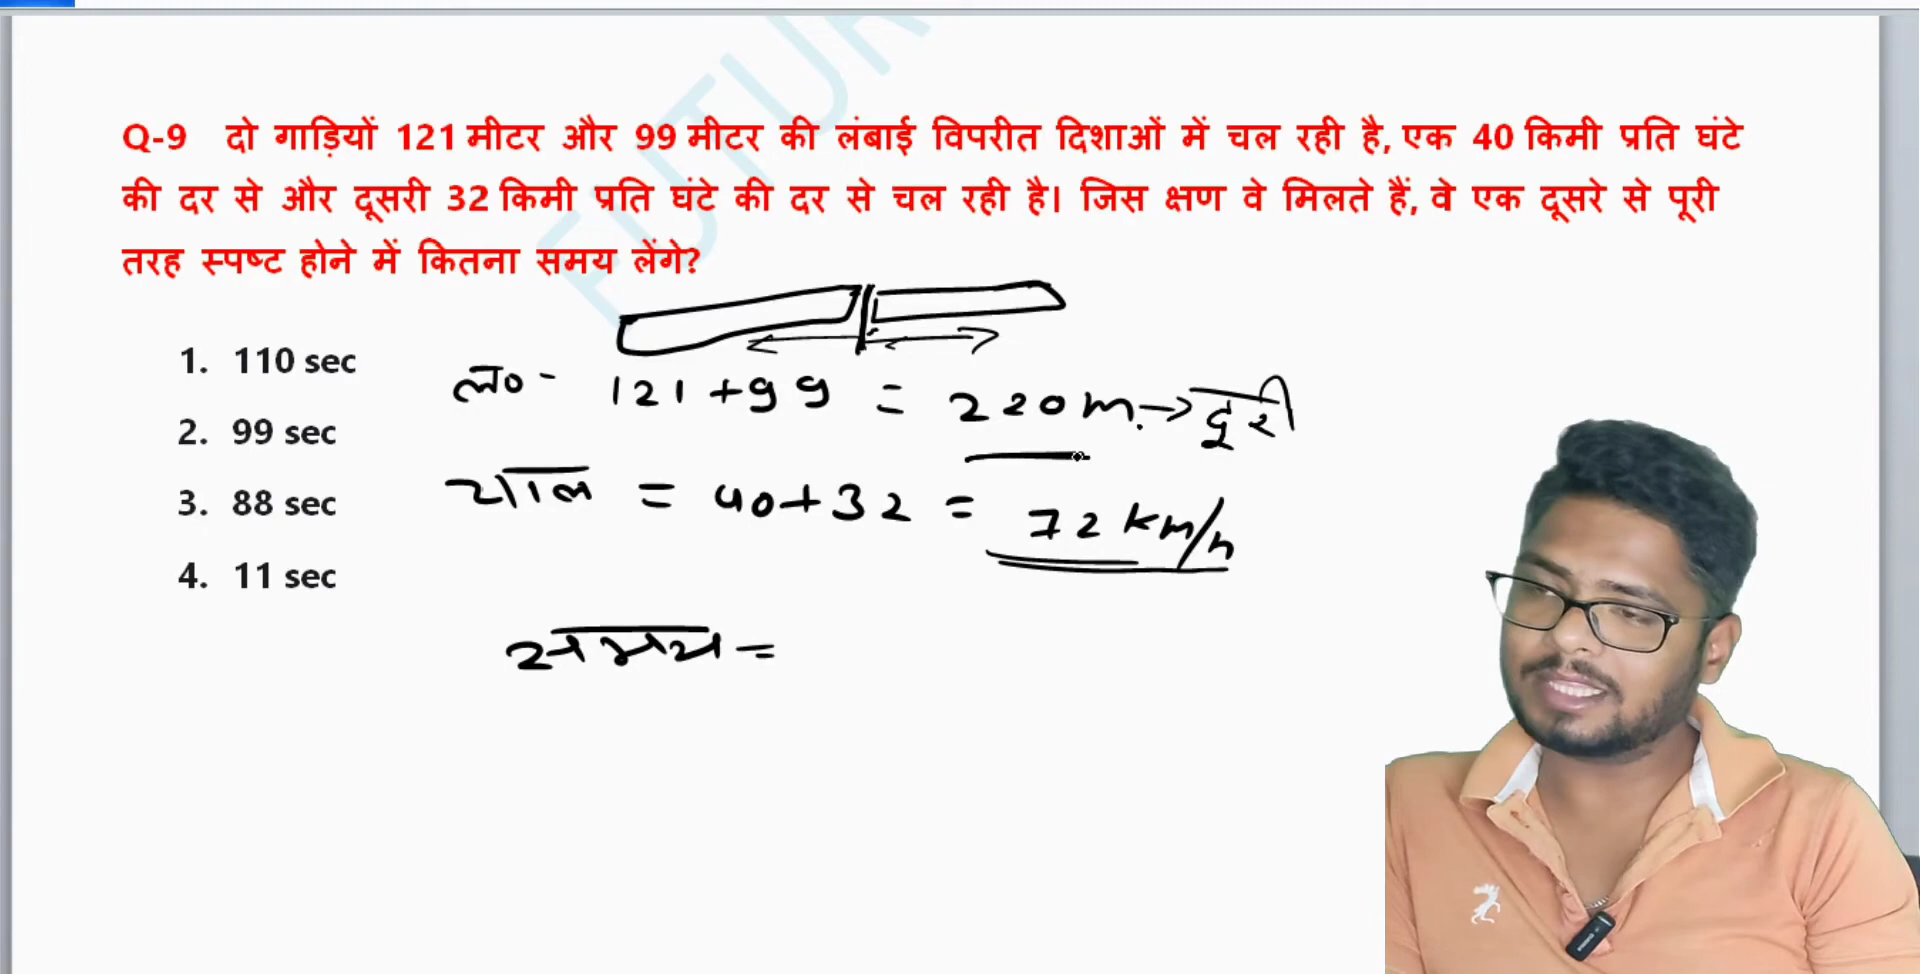 FUTUR
Q-9 दो गाड़ियों 121 मीटर और 99 मीटर की लंबाई विपरीत दिशाओं में चल रही है, एक 40 किमी प्रति घंटे
की दर से और दूसरी 32 किमी प्रति घंटे की दर से चल रही है। जिस क्षण वे मिलते हैं, वे एक दूसरे से पूरी
तरह स्पष्ट होने में कितना समय लेंगे?
1. 110 sec
2. 99 sec
3. 88 sec
4. 11 sec
ल० - 121 + 99 = 220m. → दूरी
चाल = 40+32 = 72 km/h
समय =